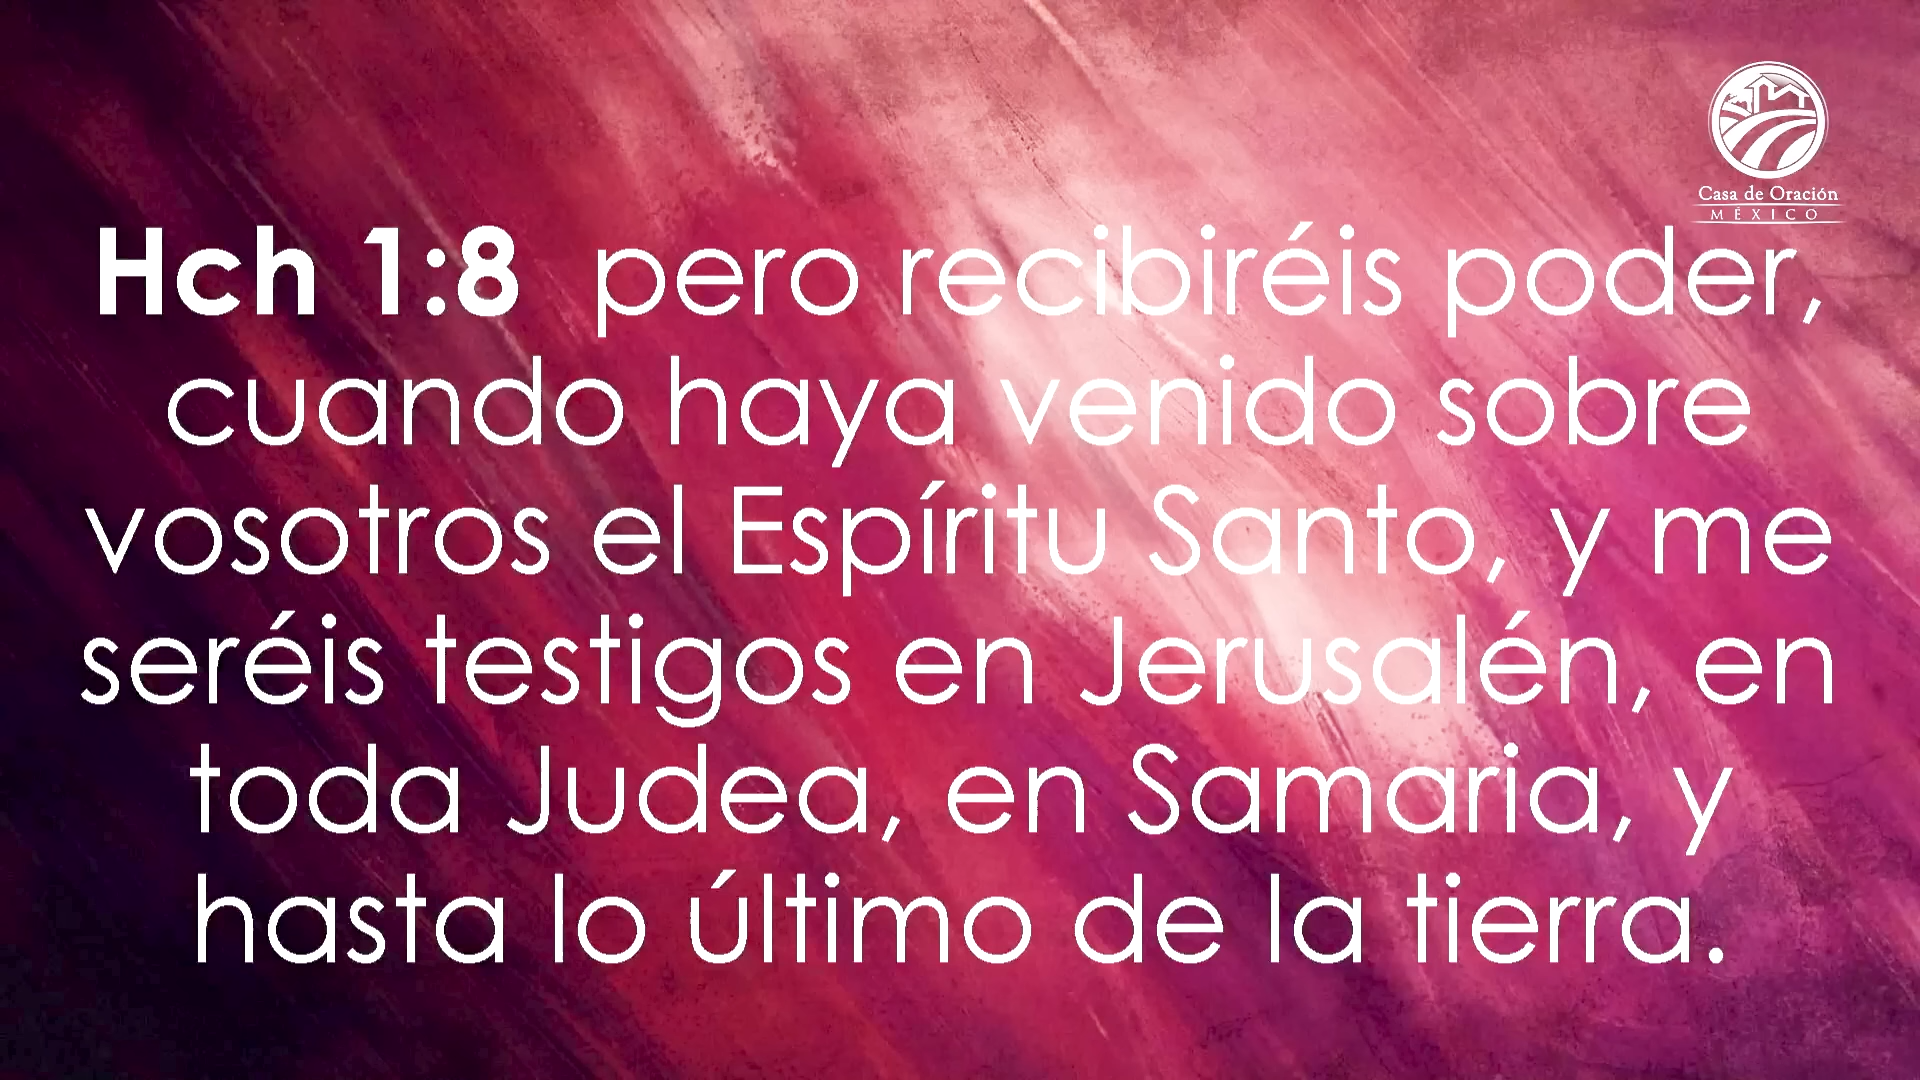 Casa de Oración
MÉXICO
Hch 1:8 pero recibiréis poder,
cuando haya venido sobre
vosotros el Espíritu Santo, y me
seréis testigos en Jerusalén, en
toda Judea, en Samaria, y
hasta lo último de la tierra.